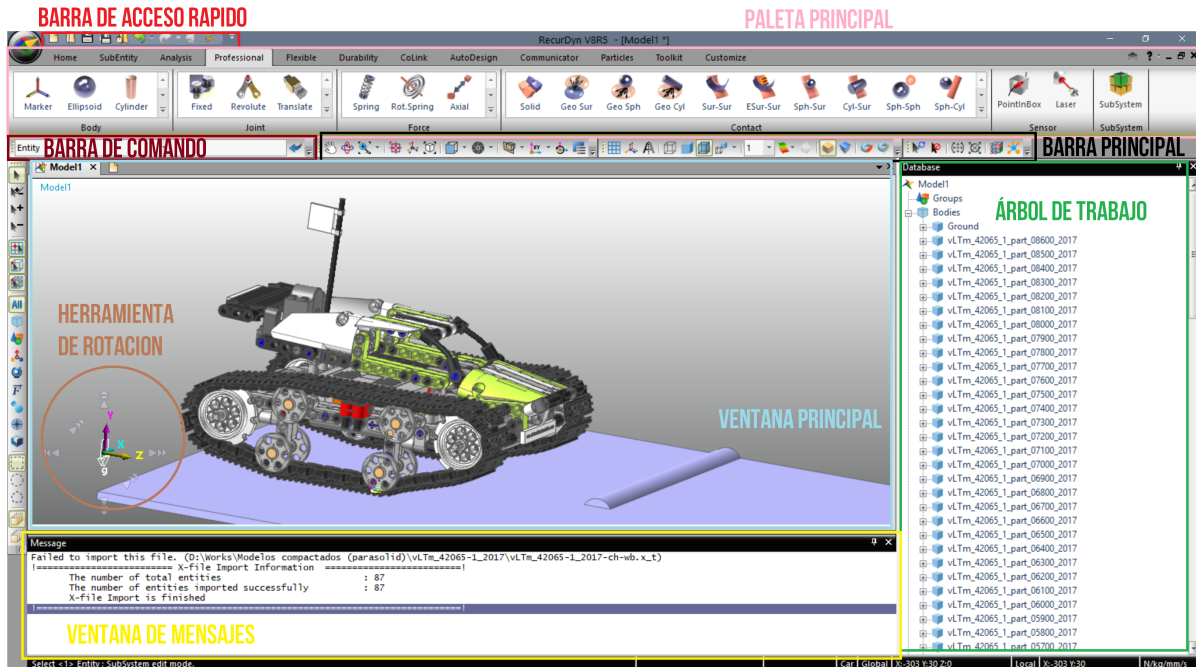 BARRA DE ACCESO RAPIDO
PALETA PRINCIPAL
RecurDyn V8R5 - [Model1 *]
Home SubEntity Analysis Professional Flexible Durability CoLink AutoDesign Communicator Particles Toolkit Customize
Marker Ellipsoid Cylinder Fixed Revolute Translate Spring Rot.Spring Axial Solid Geo Sur Geo Sph Geo Cyl Sur-Sur ESur-Sur Sph-Sur Cyl-Sur Sph-Sph Sph-Cyl PointInBox Laser SubSystem
Body Joint Force Contact Sensor SubSystem
Entity BARRA DE COMANDO 1 BARRA PRINCIPAL
Model1
Model1
All
HERRAMIENTA
DE ROTACION
Y
X
Z
g
VENTANA PRINCIPAL
Database
Model1
Groups
Bodies
ÁRBOL DE TRABAJO
Ground
vLTm_42065_1_part_08600_2017
vLTm_42065_1_part_08500_2017
vLTm_42065_1_part_08400_2017
vLTm_42065_1_part_08300_2017
vLTm_42065_1_part_08200_2017
vLTm_42065_1_part_08100_2017
vLTm_42065_1_part_08000_2017
vLTm_42065_1_part_07900_2017
vLTm_42065_1_part_07800_2017
vLTm_42065_1_part_07700_2017
vLTm_42065_1_part_07600_2017
vLTm_42065_1_part_07500_2017
vLTm_42065_1_part_07400_2017
vLTm_42065_1_part_07300_2017
vLTm_42065_1_part_07200_2017
vLTm_42065_1_part_07100_2017
vLTm_42065_1_part_07000_2017
vLTm_42065_1_part_06900_2017
vLTm_42065_1_part_06800_2017
vLTm_42065_1_part_06700_2017
vLTm_42065_1_part_06600_2017
vLTm_42065_1_part_06500_2017
vLTm_42065_1_part_06400_2017
vLTm_42065_1_part_06300_2017
vLTm_42065_1_part_06200_2017
vLTm_42065_1_part_06100_2017
vLTm_42065_1_part_06000_2017
vLTm_42065_1_part_05900_2017
vLTm_42065_1_part_05800_2017
vLTm_42065_1_part_05700_2017
Message
Failed to import this file. (D:\Works\Modelos compactados (parasolid)\vLTm_42065-1_2017\vLTm_42065-1_2017-ch-wb.x_t)
!========================= X-file Import Information =========================!
The number of total entities : 87
The number of entities imported successfully : 87
X-file Import is finished
!==============================================================================!
VENTANA DE MENSAJES
Select <1> Entity : SubSystem edit mode. Car Global X:-303 Y:30 Z:0 Local X:-303 Y:30 N/kg/mm/s